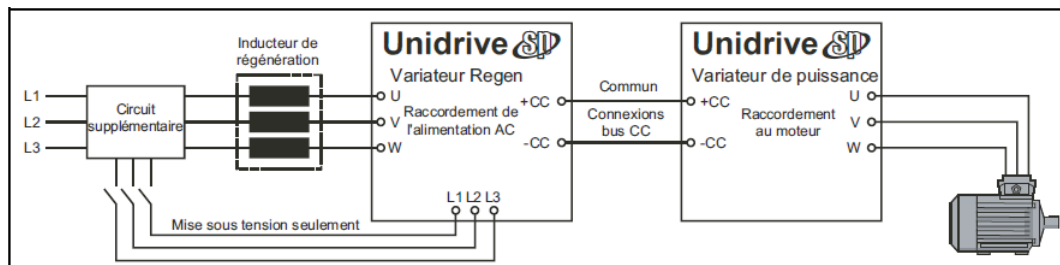 Inducteur de
régénération
Unidrive SP
Variateur Regen
Unidrive SP
Variateur de puissance
L1
L2
L3
Circuit
supplémentaire
U
V
W
Raccordement de
l'alimentation AC
+CC
-CC
Commun
Connexions
bus CC
+CC
-CC
Raccordement
au moteur
U
V
W
L1 L2 L3
Mise sous tension seulement